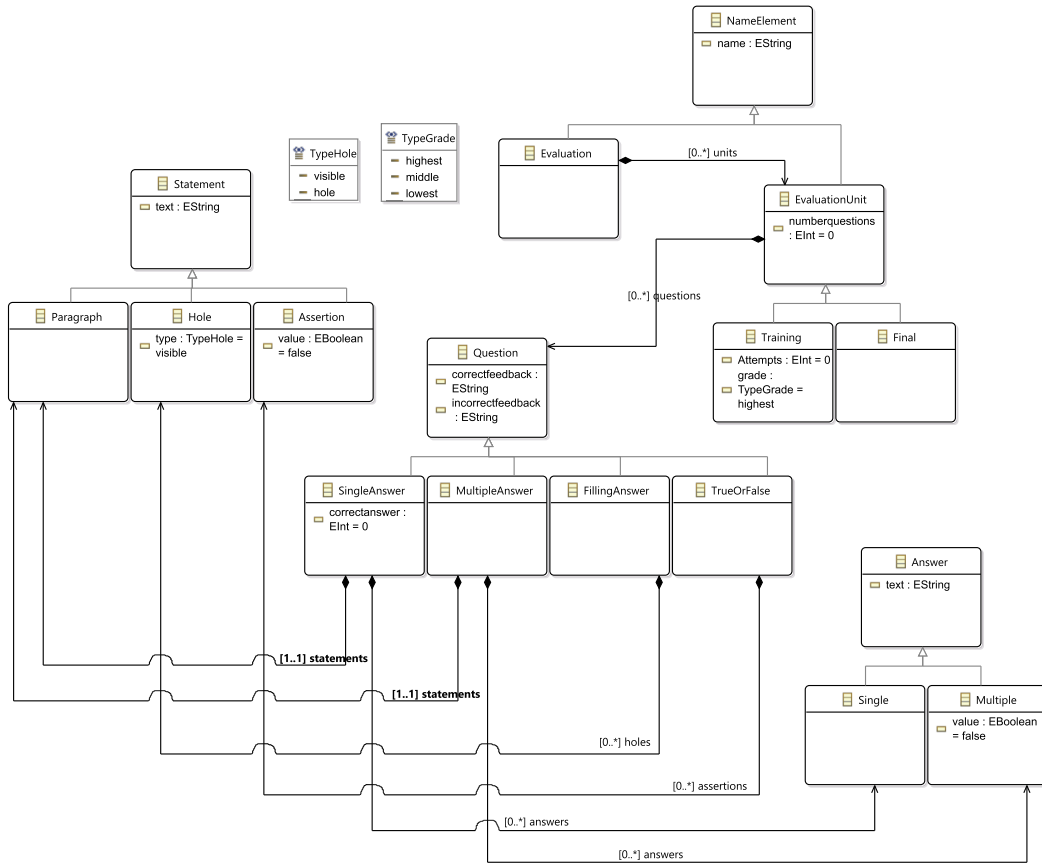 NameElement
name : EString
TypeHole
visible
hole
TypeGrade
highest
middle
lowest
Evaluation
[0..*] units
Statement
text : EString
EvaluationUnit
numberquestions
: EInt = 0
[0..*] questions
Paragraph
Hole
type : TypeHole =
visible
Assertion
value : EBoolean
= false
Question
correctfeedback :
EString
incorrectfeedback
: EString
Training
Attempts : EInt = 0
grade :
TypeGrade =
highest
Final
SingleAnswer
correctanswer :
EInt = 0
MultipleAnswer
FillingAnswer
TrueOrFalse
Answer
text : EString
[1..1] statements
[1..1] statements
Single
Multiple
value : EBoolean
= false
[0..*] holes
[0..*] assertions
[0..*] answers
[0..*] answers